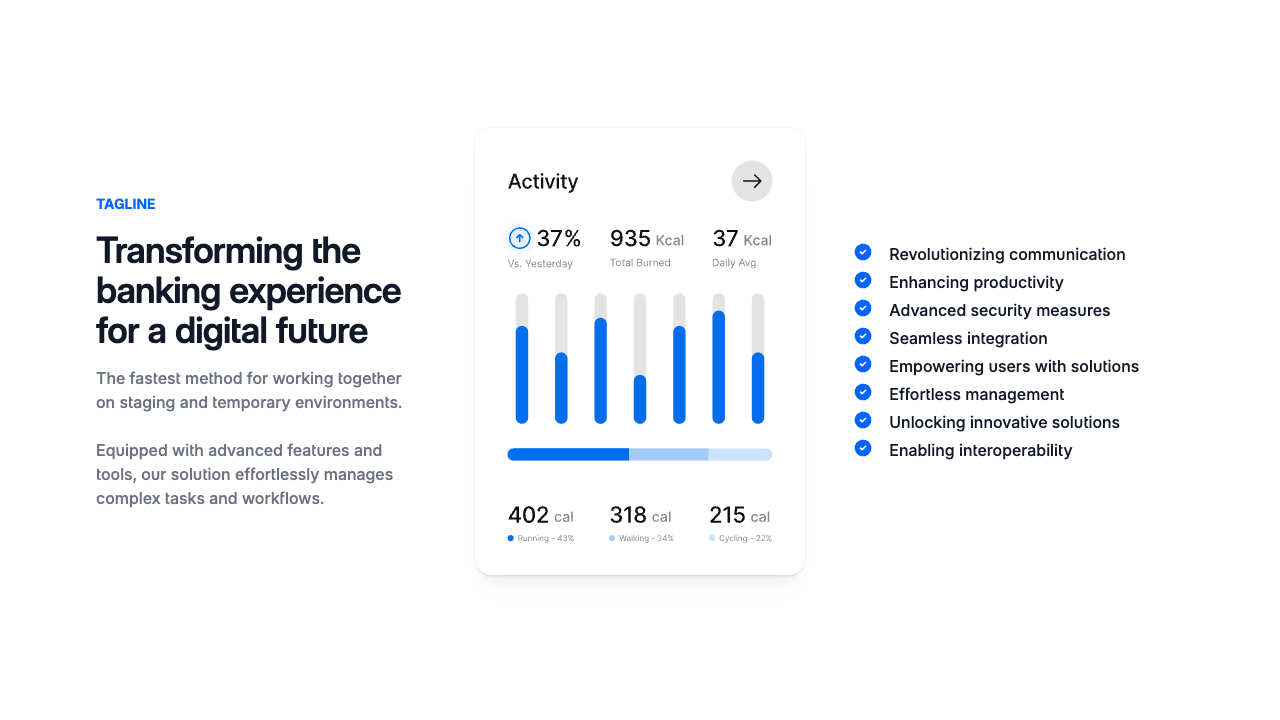 TAGLINE
Transforming the
banking experience
for a digital future
The fastest method for working together
on staging and temporary environments.
Equipped with advanced features and
tools, our solution effortlessly manages
complex tasks and workflows.
Activity
37% 935 Kcal 37 Kcal
Vs. Yesterday Total Burned Daily Avg.
402 cal 318 cal 215 cal
Running - 43% Walking - 34% Cycling - 22%
Revolutionizing communication
Enhancing productivity
Advanced security measures
Seamless integration
Empowering users with solutions
Effortless management
Unlocking innovative solutions
Enabling interoperability